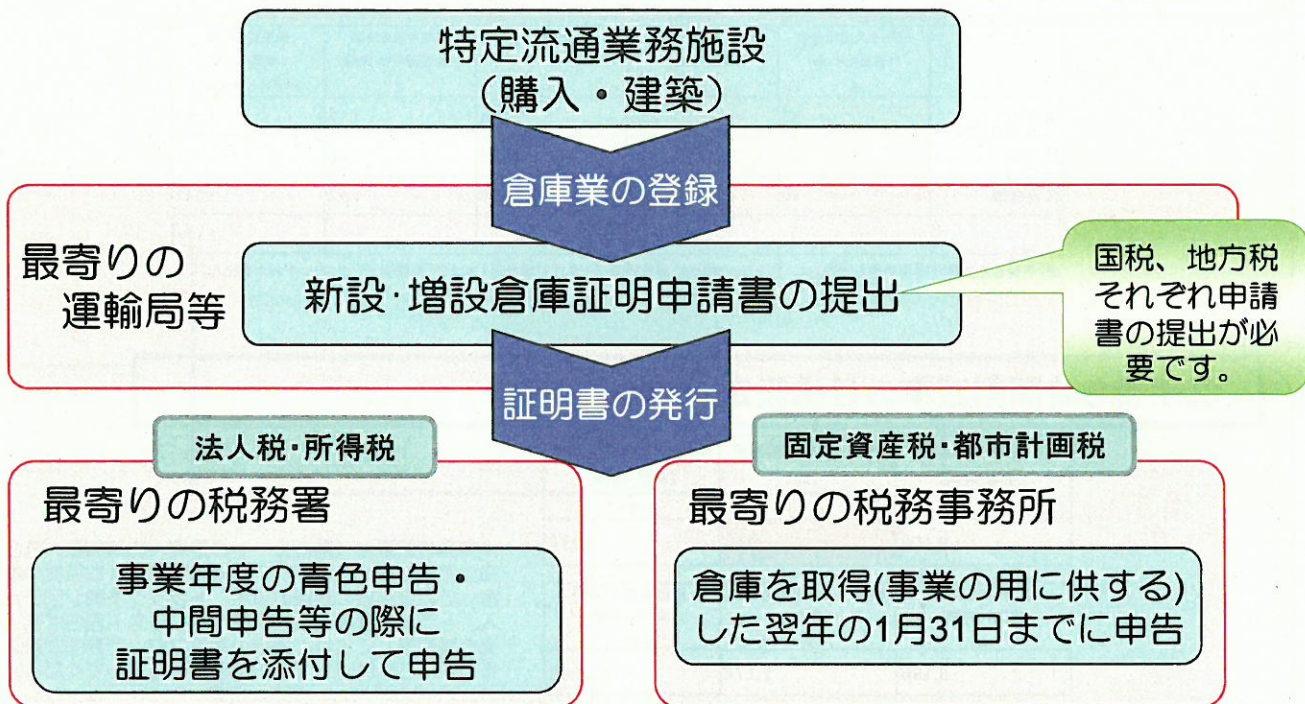 特定流通業務施設
（購入・建築）
倉庫業の登録
最寄りの
運輸局等
新設・増設倉庫証明申請書の提出
国税、地方税
それぞれ申請
書の提出が必
要です。
証明書の発行
法人税・所得税
最寄りの税務署
事業年度の青色申告・
中間申告等の際に
証明書を添付して申告
固定資産税・都市計画税
最寄りの税務事務所
倉庫を取得(事業の用に供する)
した翌年の1月31日までに申告